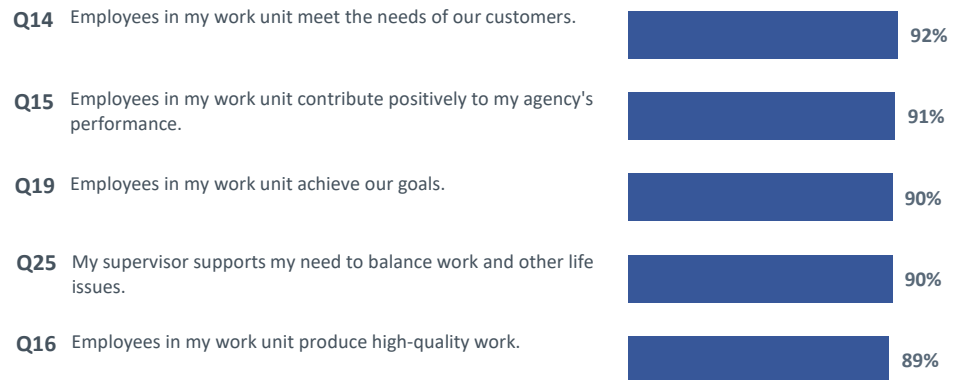 Q14 Employees in my work unit meet the needs of our customers. 92%
Q15 Employees in my work unit contribute positively to my agency's
performance. 91%
Q19 Employees in my work unit achieve our goals. 90%
Q25 My supervisor supports my need to balance work and other life
issues. 90%
Q16 Employees in my work unit produce high-quality work. 89%